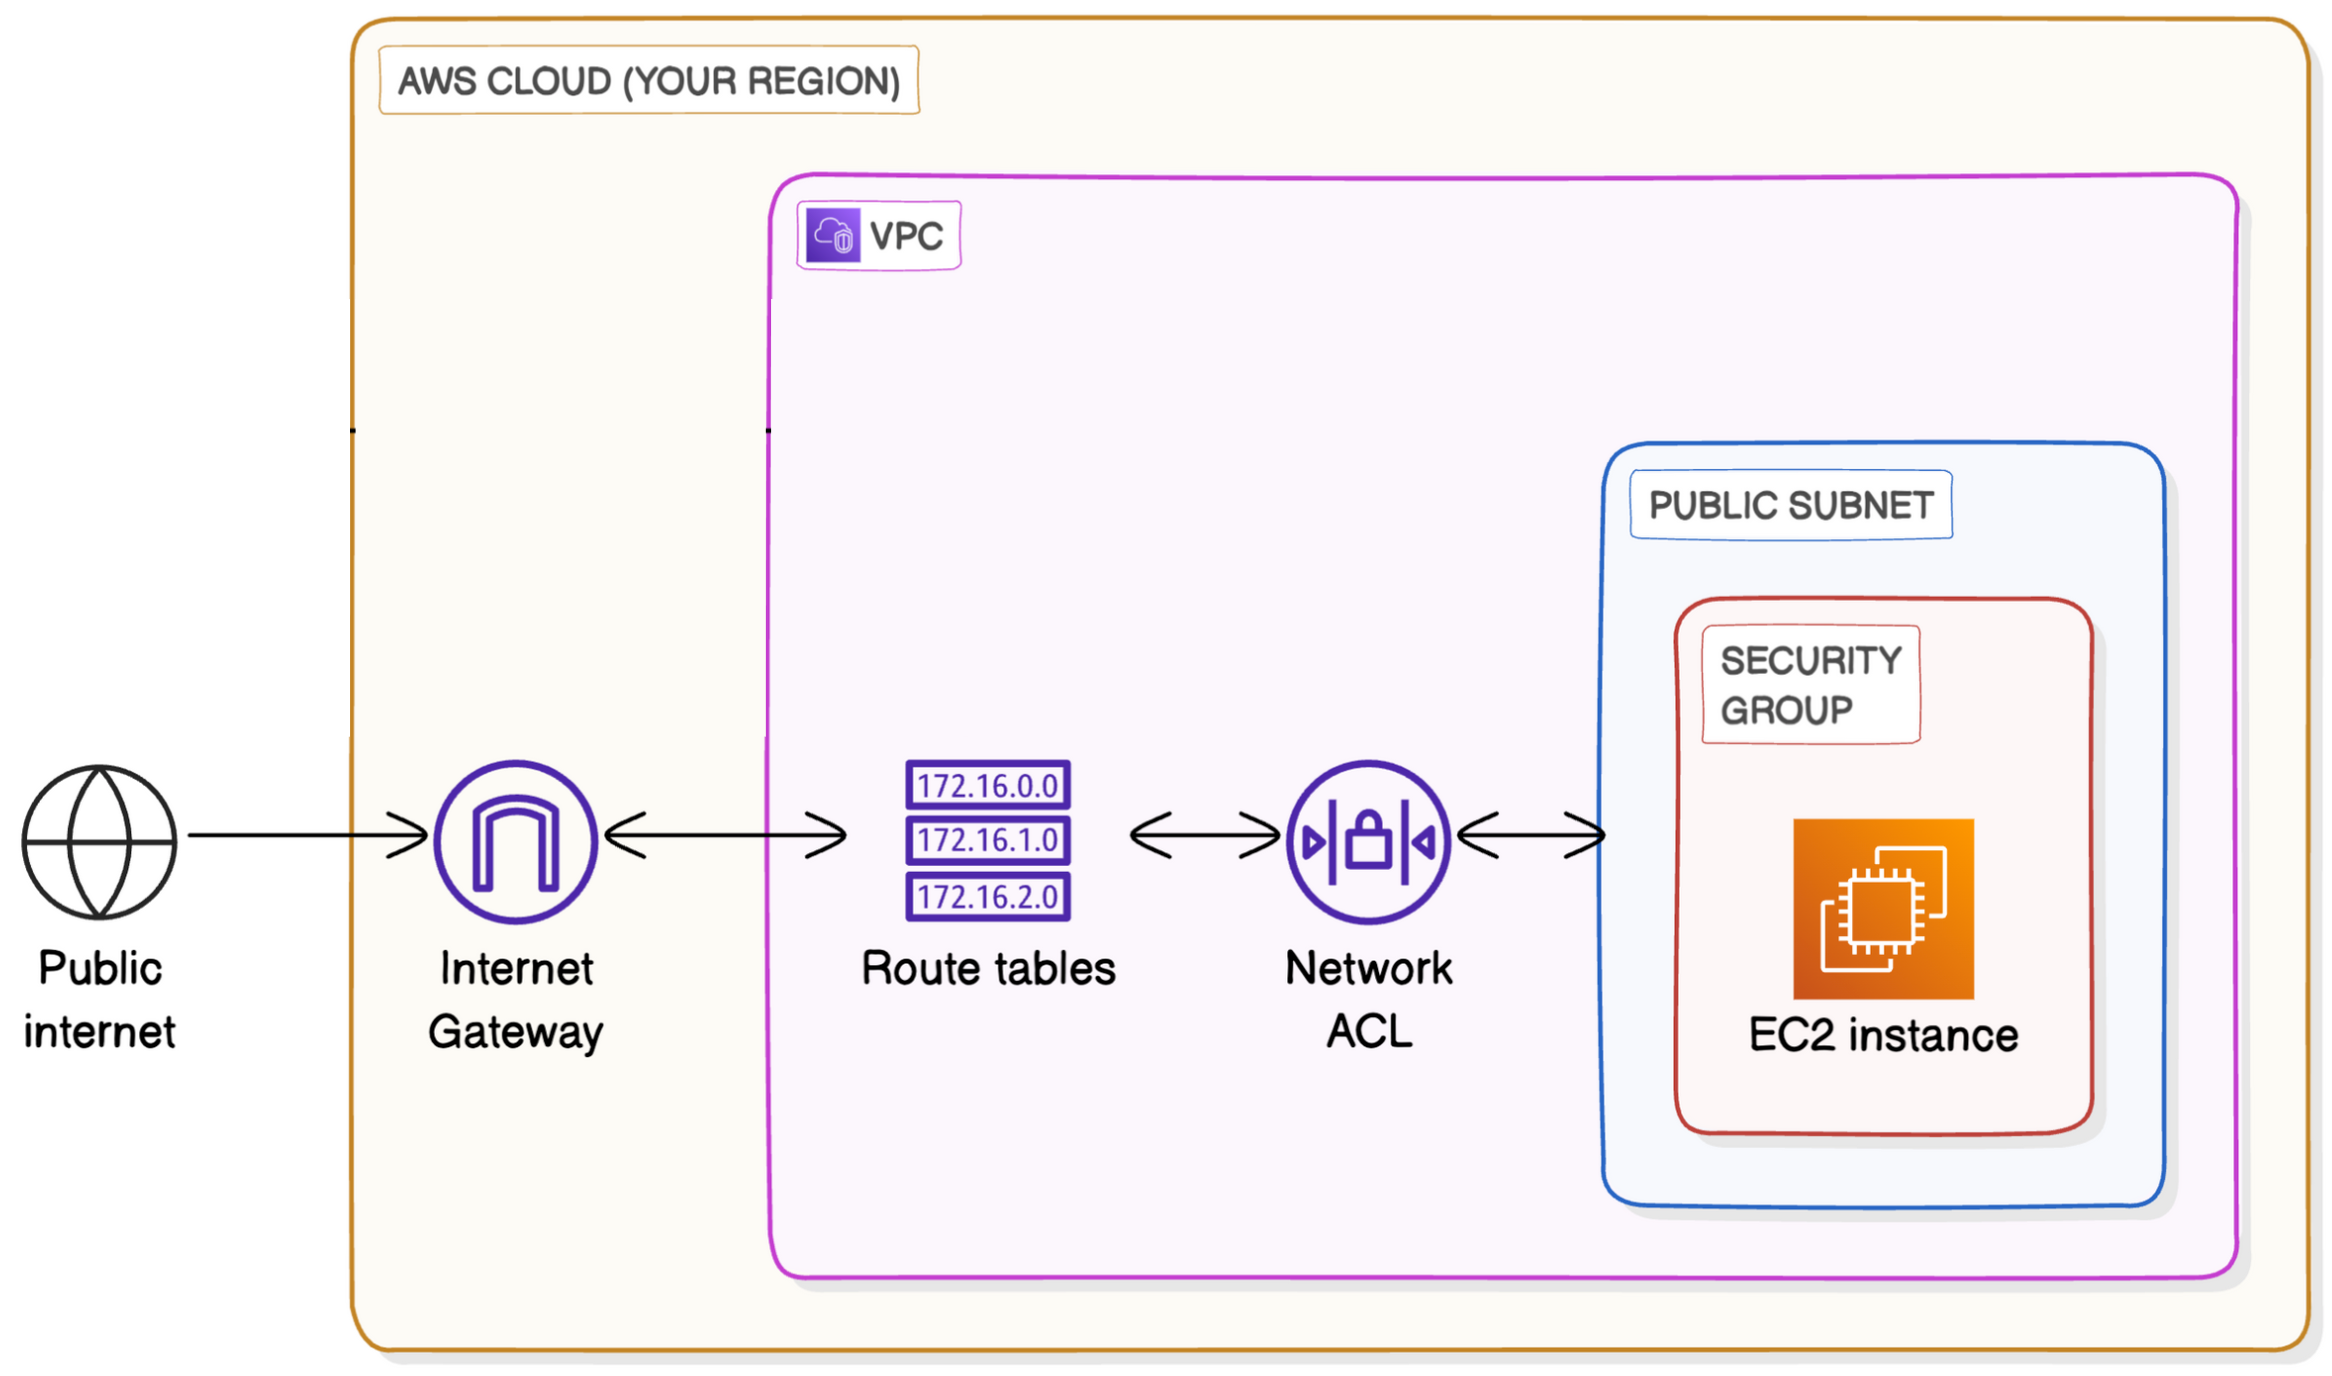 AWS CLOUD (YOUR REGION)
VPC
PUBLIC SUBNET
SECURITY
GROUP
172.16.0.0
172.16.1.0
172.16.2.0
Public
internet
Internet
Gateway
Route tables
Network
ACL
EC2 instance